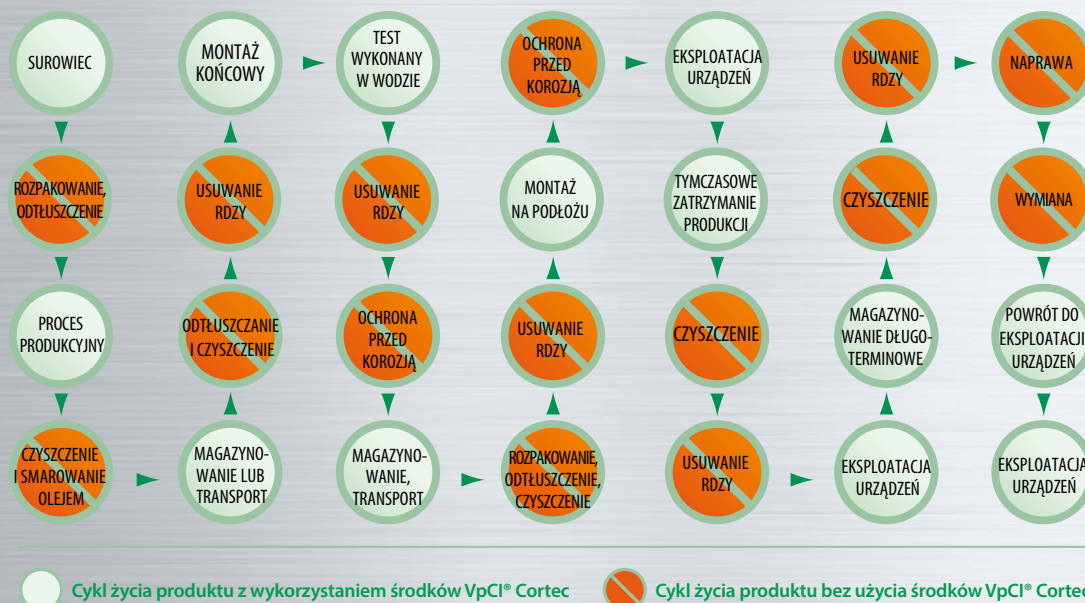 SUROWIEC
ROZPAKOWANIE,
ODTŁUSZCZENIE
PROCES
PRODUKCYJNY
CZYSZCZENIE
I SMAROWANIE
OLEJEM
MAGAZYNO-
WANIE LUB
TRANSPORT
ODTŁUSZCZANIE
I CZYSZCZENIE
USUWANIE
RDZY
MONTAŻ
KOŃCOWY
TEST
WYKONANY
W WODZIE
USUWANIE
RDZY
OCHRONA
PRZED
KOROZJĄ
MAGAZYNO-
WANIE,
TRANSPORT
ROZPAKOWANIE,
ODTŁUSZCZENIE,
CZYSZCZENIE
USUWANIE
RDZY
MONTAŻ
NA PODŁOŻU
OCHRONA
PRZED
KOROZJĄ
EKSPLOATACJA
URZĄDZEŃ
TYMCZASOWE
ZATRZYMANIE
PRODUKCJI
CZYSZCZENIE
USUWANIE
RDZY
EKSPLOATACJA
URZĄDZEŃ
MAGAZYNO-
WANIE DŁUGO-
TERMINOWE
CZYSZCZENIE
USUWANIE
RDZY
NAPRAWA
WYMIANA
POWRÓT DO
EKSPLOATACJI
URZĄDZEŃ
EKSPLOATACJA
URZĄDZEŃ
Cykl życia produktu z wykorzystaniem środków VpCI® Cortec
Cykl życia produktu bez użycia środków VpCI® Cortec